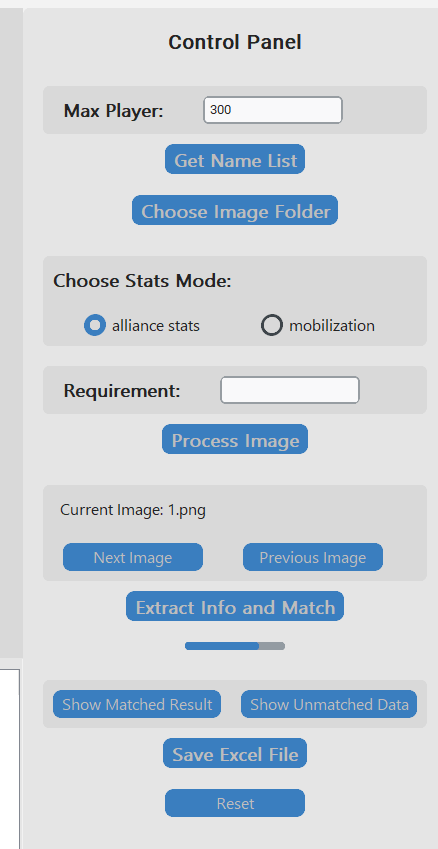 Control Panel
Max Player: 300
Get Name List
Choose Image Folder
Choose Stats Mode:
alliance stats mobilization
Requirement:
Process Image
Current Image: 1.png
Next Image Previous Image
Extract Info and Match
Show Matched Result Show Unmatched Data
Save Excel File
Reset